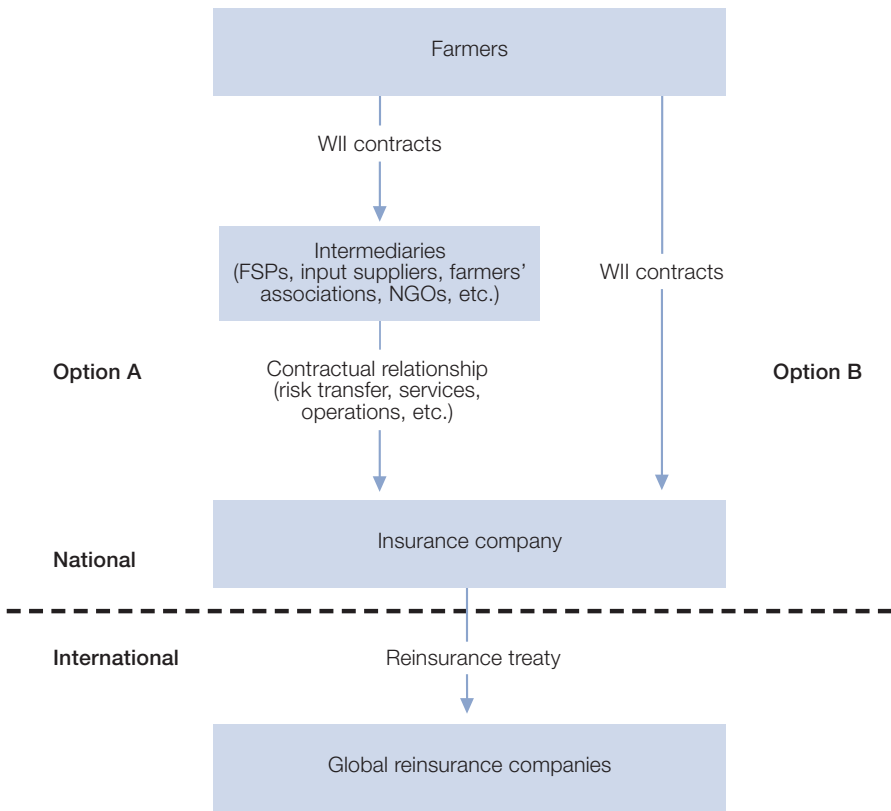 Farmers
WII contracts
Intermediaries
(FSPs, input suppliers, farmers’
associations, NGOs, etc.)
WII contracts
Option A
Contractual relationship
(risk transfer, services,
operations, etc.)
Option B
Insurance company
National
International
Reinsurance treaty
Global reinsurance companies